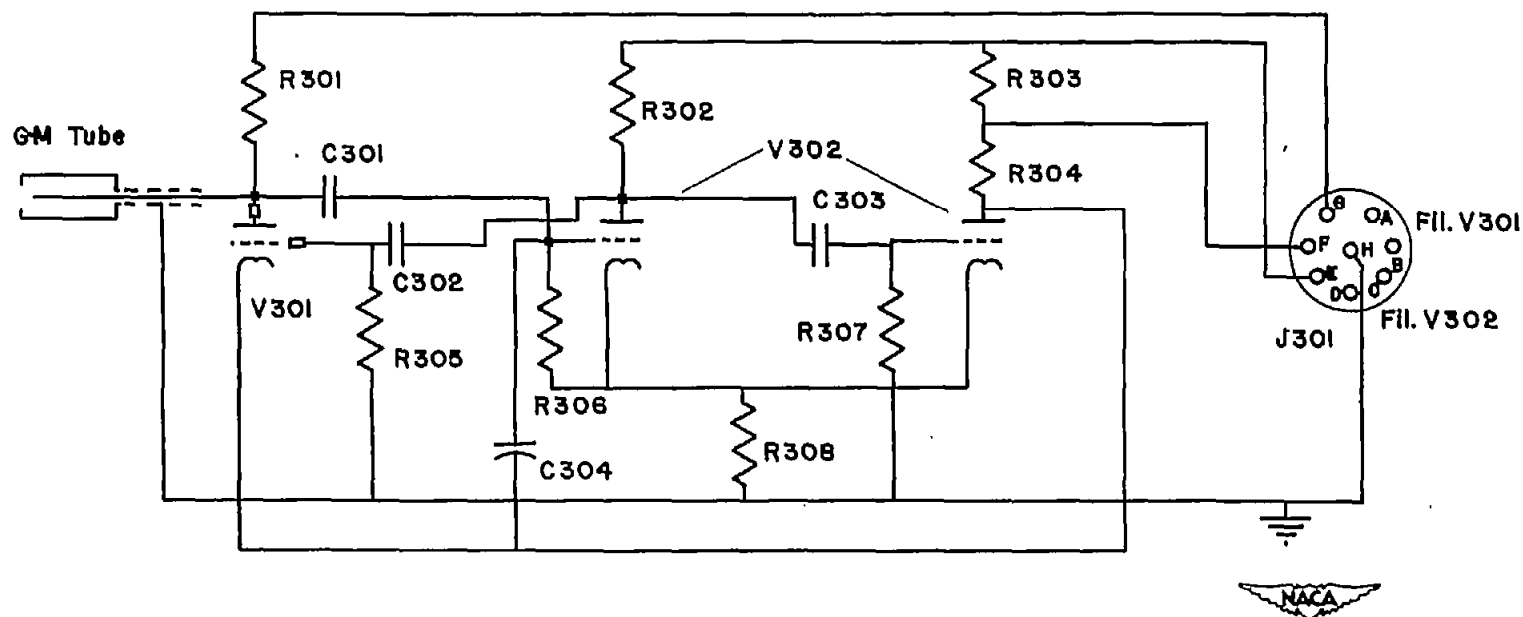 GM Tube
R301
C301
R302
V302
R303
R304
C303
C302
V301
R305
R306
R307
R308
C304
G
A
Fil. V301
F
H
B
E
D
C
Fil. V302
J301
NACA